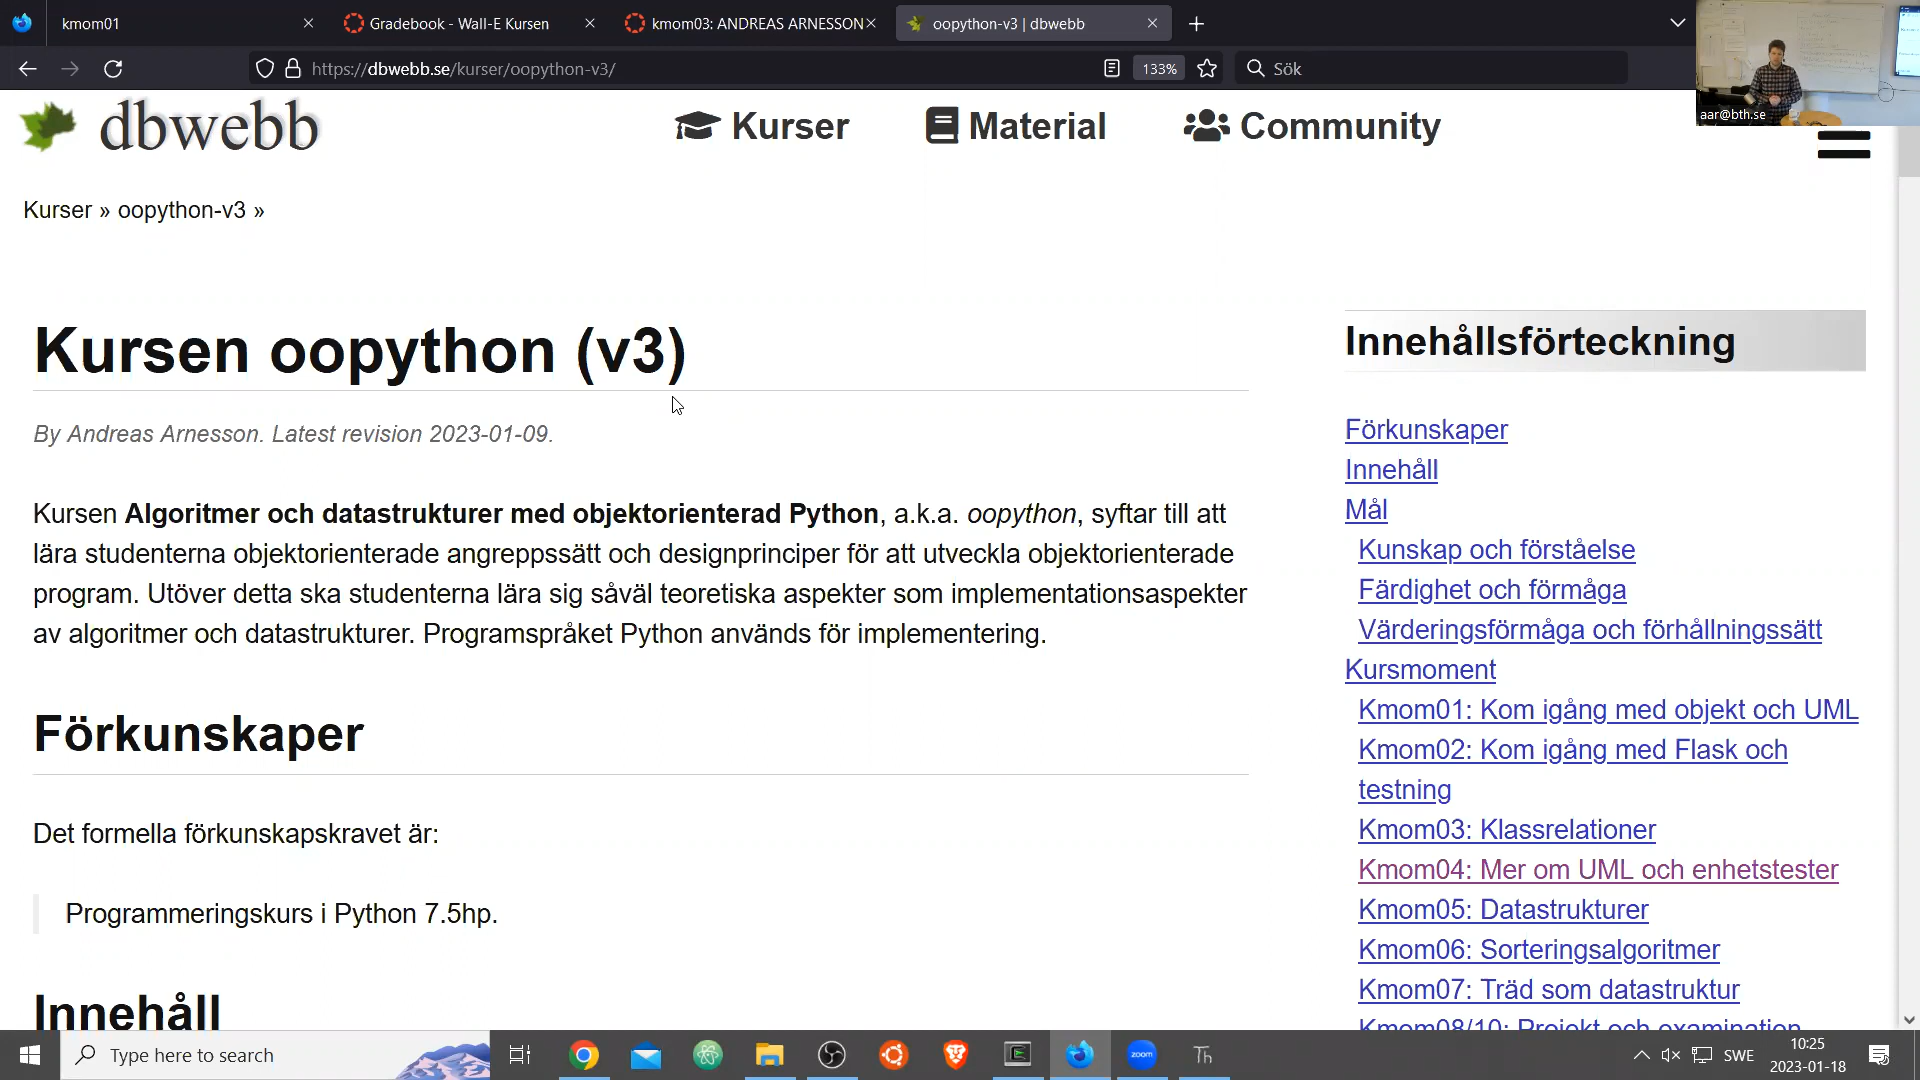 kmom01
Gradebook - Wall-E Kursen
kmom03: ANDREAS ARNESSON
oopython-v3 | dbwebb
https://dbwebb.se/kurser/oopython-v3/
133%
Sök
aar@bth.se
dbwebb
Kurser
Material
Community
Kurser » oopython-v3 »
Kursen oopython (v3)
By Andreas Arnesson. Latest revision 2023-01-09.
Kursen Algoritmer och datastrukturer med objektorienterad Python, a.k.a. oopython, syftar till att
lära studenterna objektorienterade angreppssätt och designprinciper för att utveckla objektorienterade
program. Utöver detta ska studenterna lära sig såväl teoretiska aspekter som implementationsaspekter
av algoritmer och datastrukturer. Programspråket Python används för implementering.
Förkunskaper
Det formella förkunskapskravet är:
Programmeringskurs i Python 7.5hp.
Innehåll
Innehållsförteckning
Förkunskaper
Innehåll
Mål
Kunskap och förståelse
Färdighet och förmåga
Värderingsförmåga och förhållningssätt
Kursmoment
Kmom01: Kom igång med objekt och UML
Kmom02: Kom igång med Flask och
testning
Kmom03: Klassrelationer
Kmom04: Mer om UML och enhetstester
Kmom05: Datastrukturer
Kmom06: Sorteringsalgoritmer
Kmom07: Träd som datastruktur
Kmom08/10: Projekt och examination
Type here to search
zoom
Th
SWE
10:25
2023-01-18